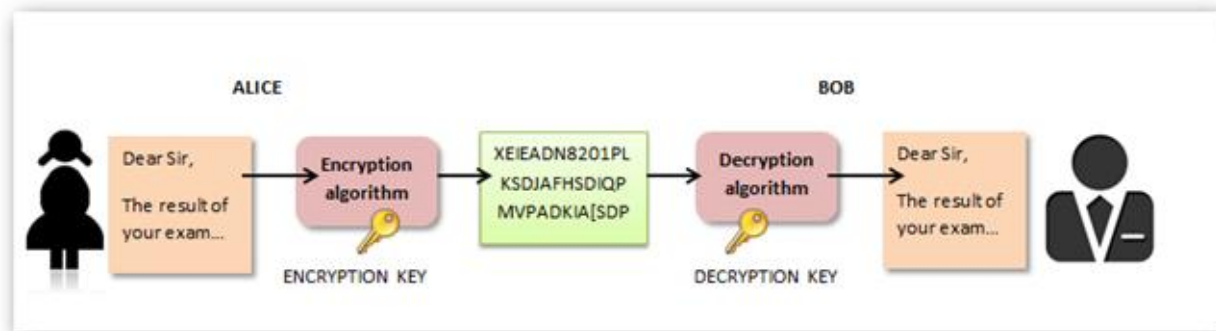 ALICE
BOB
Dear Sir,
The result of
your exam...
Encryption
algorithm
ENCRYPTION KEY
XEIEADN8201PL
KSDJAFHSDIQP
MVPADKIA[SDP
Decryption
algorithm
DECRYPTION KEY
Dear Sir,
The result of
your exam...